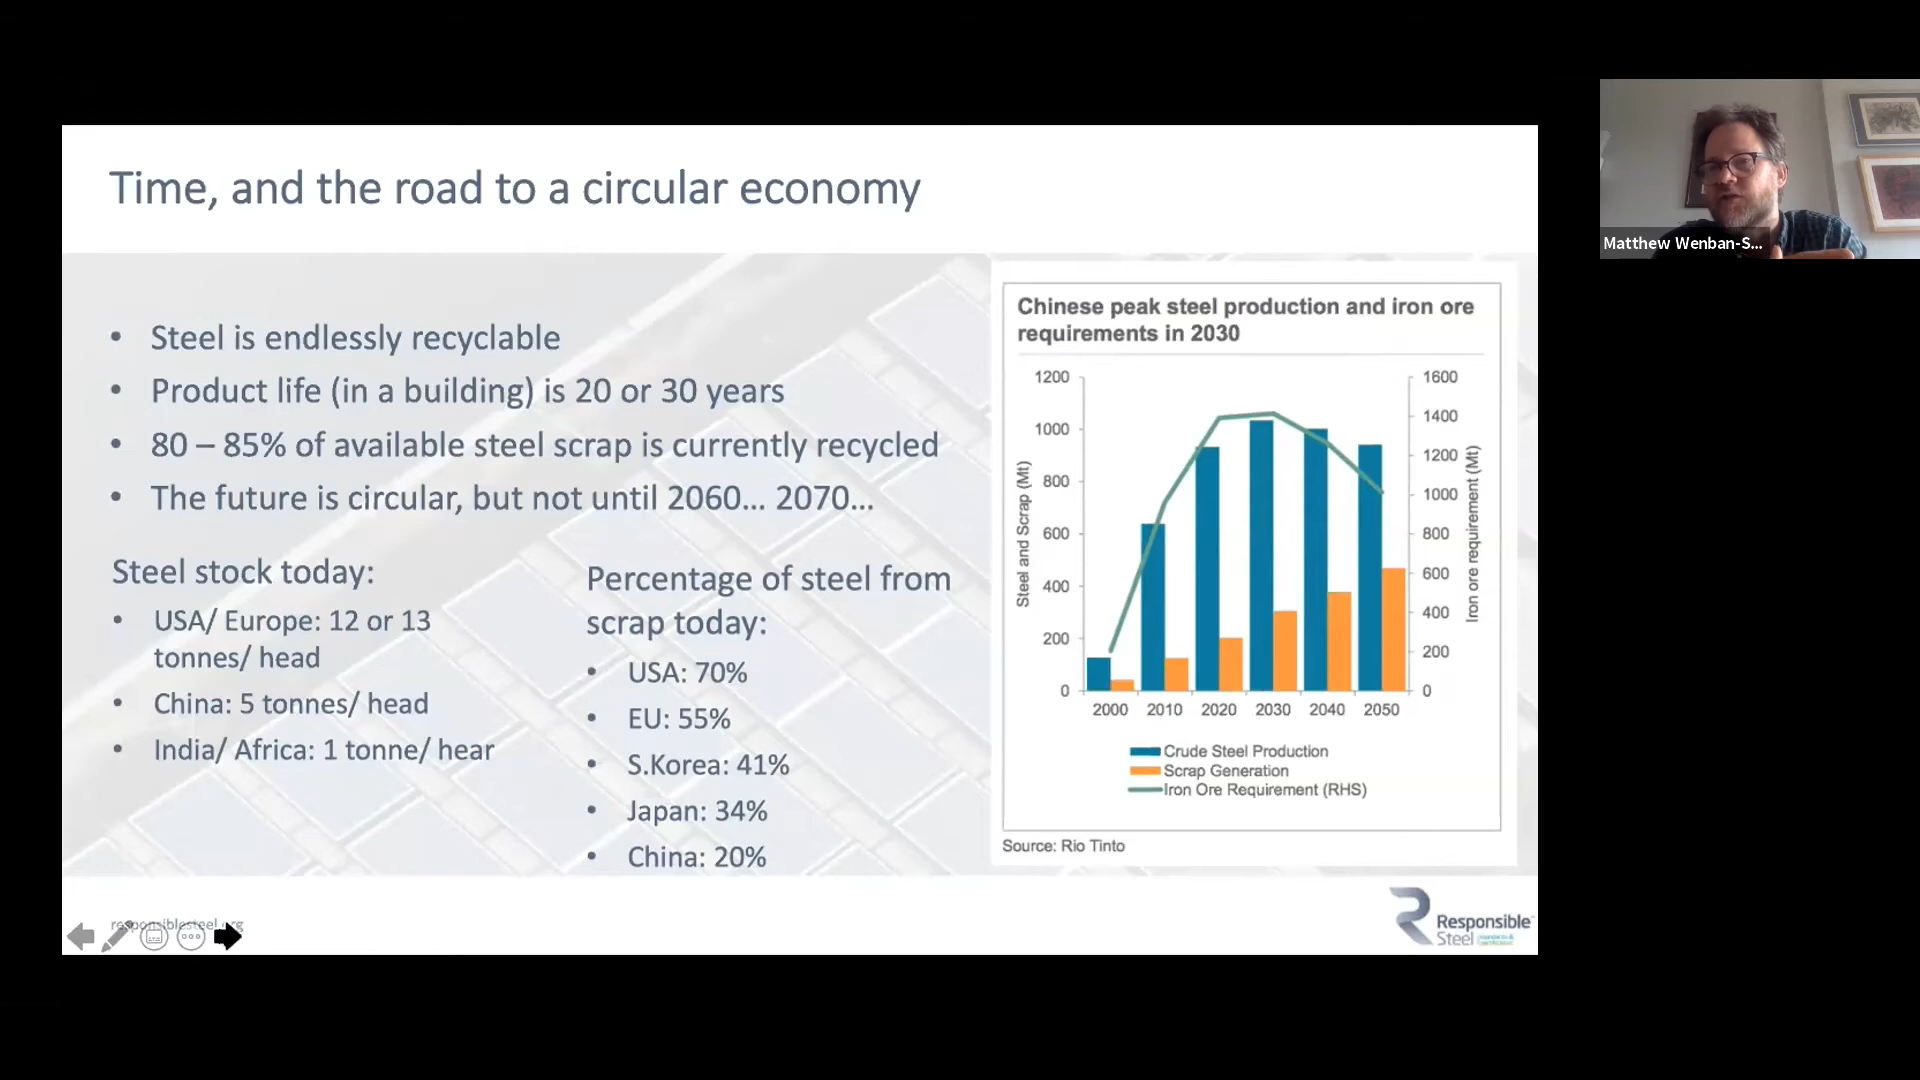 Time, and the road to a circular economy
• Steel is endlessly recyclable
• Product life (in a building) is 20 or 30 years
• 80 – 85% of available steel scrap is currently recycled
• The future is circular, but not until 2060... 2070...
Steel stock today:
• USA/ Europe: 12 or 13
tonnes/ head
• China: 5 tonnes/ head
• India/ Africa: 1 tonne/ hear
Percentage of steel from
scrap today:
• USA: 70%
• EU: 55%
• S.Korea: 41%
• Japan: 34%
• China: 20%
Chinese peak steel production and iron ore
requirements in 2030
Steel and Scrap (Mt)
1200
1000
800
600
400
200
0
1600
1400
1200
1000
800
600
400
200
0
Iron ore requirement (Mt)
2000 2010 2020 2030 2040 2050
Crude Steel Production
Scrap Generation
Iron Ore Requirement (RHS)
Source: Rio Tinto
responsiblesteel.org
Responsible
Steel
Matthew Wenban-S...